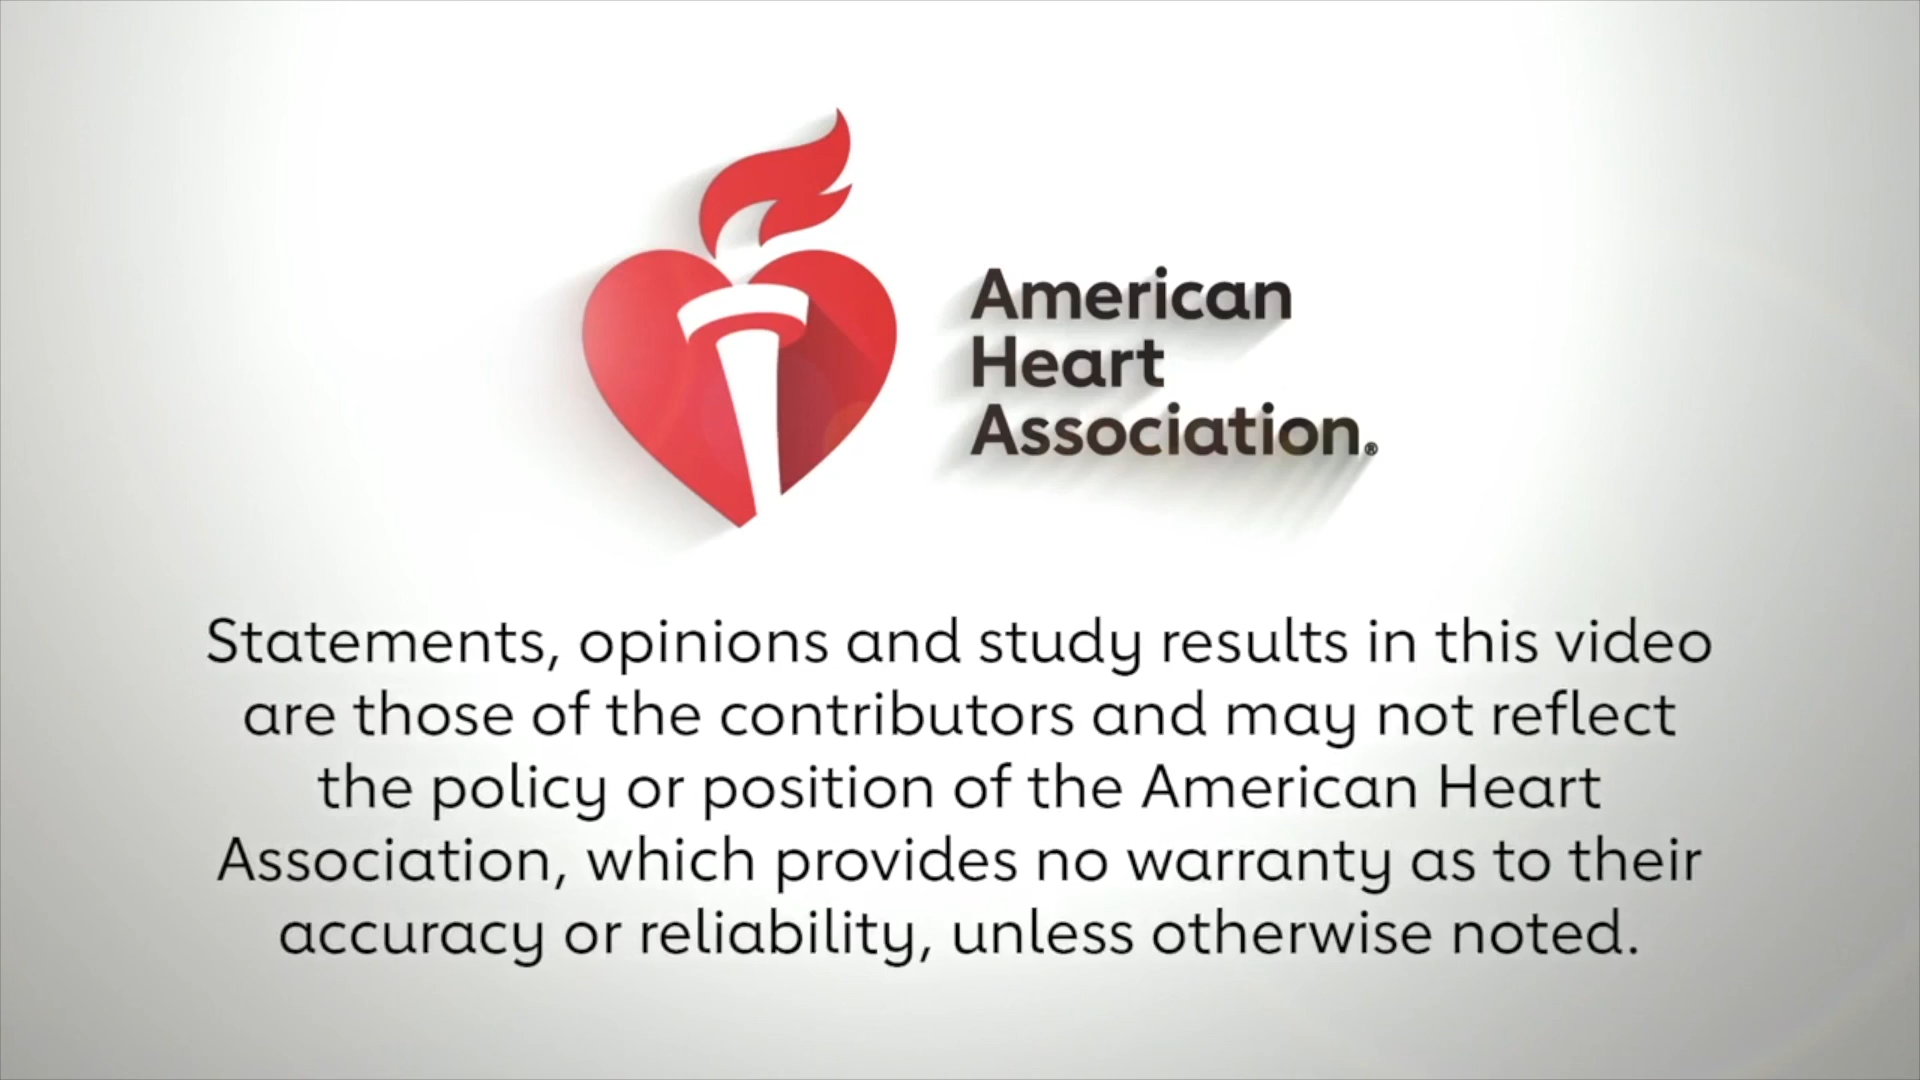 American
Heart
Association®
Statements, opinions and study results in this video
are those of the contributors and may not reflect
the policy or position of the American Heart
Association, which provides no warranty as to their
accuracy or reliability, unless otherwise noted.